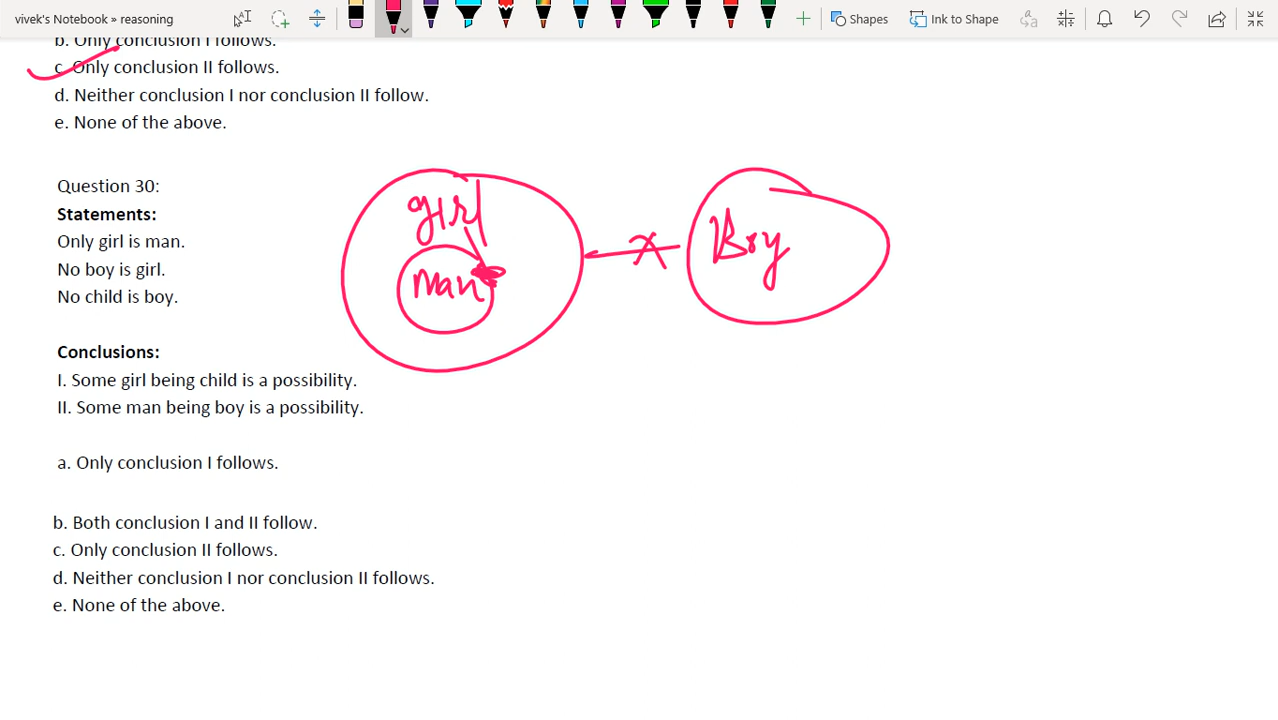 vivek's Notebook » reasoning
Shapes
Ink to Shape
b. Only conclusion I follows.
c. Only conclusion II follows.
d. Neither conclusion I nor conclusion II follow.
e. None of the above.
Question 30:
Statements:
Only girl is man.
No boy is girl.
No child is boy.
girl
man
Boy
Conclusions:
I. Some girl being child is a possibility.
II. Some man being boy is a possibility.
a. Only conclusion I follows.
b. Both conclusion I and II follow.
c. Only conclusion II follows.
d. Neither conclusion I nor conclusion II follows.
e. None of the above.